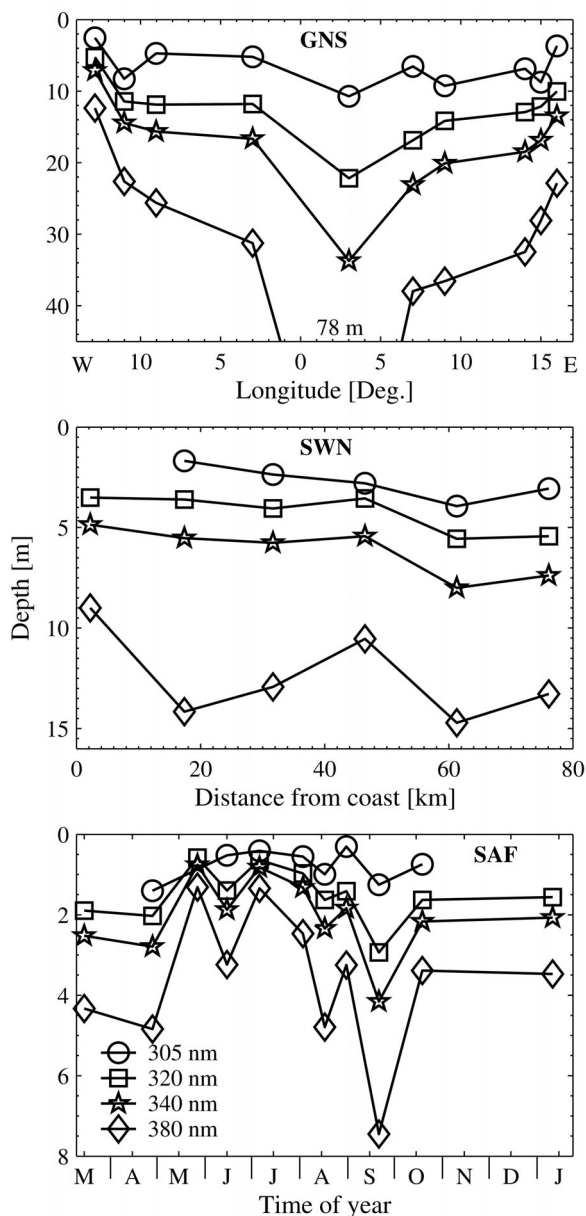 0
GNS
10
20
30
40
78 m
W 10 5 0 5 10 15 E
Longitude [Deg.]
0
SWN
5
10
15
Depth [m]
0 20 40 60 80
Distance from coast [km]
0
SAF
2
4
6
8
305 nm
320 nm
340 nm
380 nm
M A M J J A S O N D J
Time of year